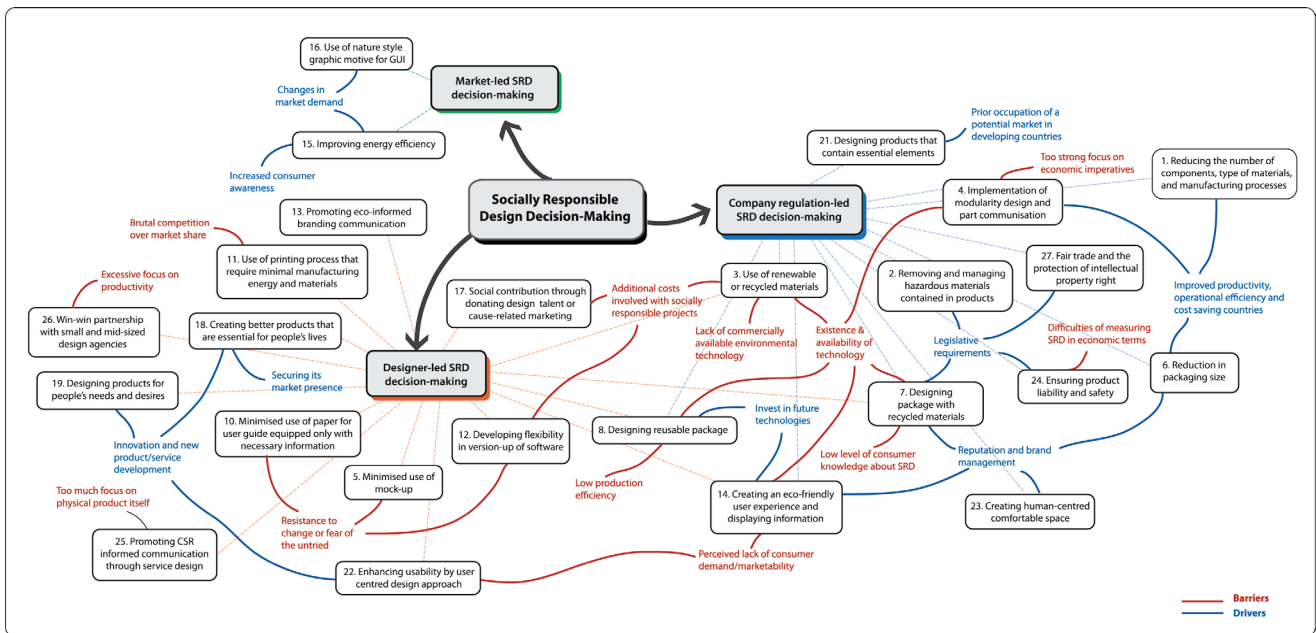 16. Use of nature style
graphic motive for GUI
Market-led SRD
decision-making
Changes in
market demand
15. Improving energy efficiency
Increased consumer
awareness
Prior occupation of a
potential market in
developing countries
21. Designing products that
contain essential elements
Too strong focus on
economic imperatives
1. Reducing the number of
components, type of materials,
and manufacturing processes
4. Implementation of
modularity design and
part communisation
Socially Responsible
Design Decision-Making
Company regulation-led
SRD decision-making
13. Promoting eco-informed
branding communication
Brutal competition
over market share
11. Use of printing process that
require minimal manufacturing
energy and materials
Excessive focus on
productivity
26. Win-win partnership
with small and mid-sized
design agencies
18. Creating better products that
are essential for people's lives
17. Social contribution through
donating design talent or
cause-related marketing
Additional costs
involved with socially
responsible projects
3. Use of renewable
or recycled materials
2. Removing and managing
hazardous materials
contained in products
27. Fair trade and the
protection of intellectual
property right
Improved productivity,
operational efficiency and
cost saving countries
Lack of commercially
available environmental
technology
Existence &
availability of
technology
Legislative
requirements
Difficulties of measuring
SRD in economic terms
Designer-led SRD
decision-making
Securing its
market presence
19. Designing products for
people's needs and desires
24. Ensuring product
liability and safety
6. Reduction in
packaging size
7. Designing
package with
recycled materials
10. Minimised use of paper for
user guide equipped only with
necessary information
12. Developing flexibility
in version-up of software
8. Designing reusable package
Invest in future
technologies
Innovation and new
product/service
development
Low level of consumer
knowledge about SRD
Reputation and brand
management
5. Minimised use of
mock-up
Low production
efficiency
Too much focus on
physical product itself
14. Creating an eco-friendly
user experience and
displaying information
23. Creating human-centred
comfortable space
Resistance to
change or fear of
the untried
25. Promoting CSR
informed communication
through service design
22. Enhancing usability by user
centred design approach
Perceived lack of consumer
demand/marketability
Barriers
Drivers